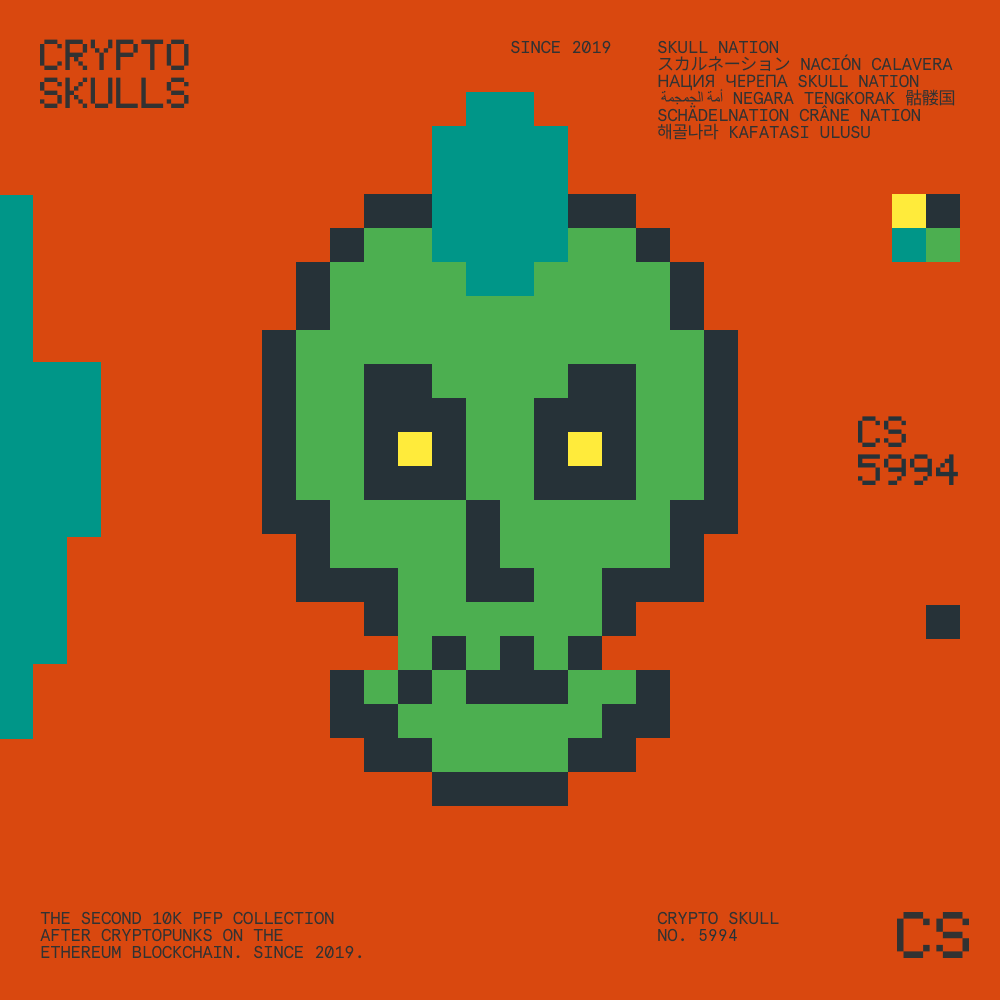 CRYPTO
SKULLS
SINCE 2019
SKULL NATION
スカルネーション NACIÓN CALAVERA
НАЦИЯ ЧЕРЕПА SKULL NATION
أمة الجمجمة NEGARA TENGKORAK 骷髅国
SCHÄDELNATION CRÂNE NATION
해골나라 KAFATASI ULUSU
CS
5994
THE SECOND 10K PFP COLLECTION
AFTER CRYPTOPUNKS ON THE
ETHEREUM BLOCKCHAIN. SINCE 2019.
CRYPTO SKULL
NO. 5994
CS